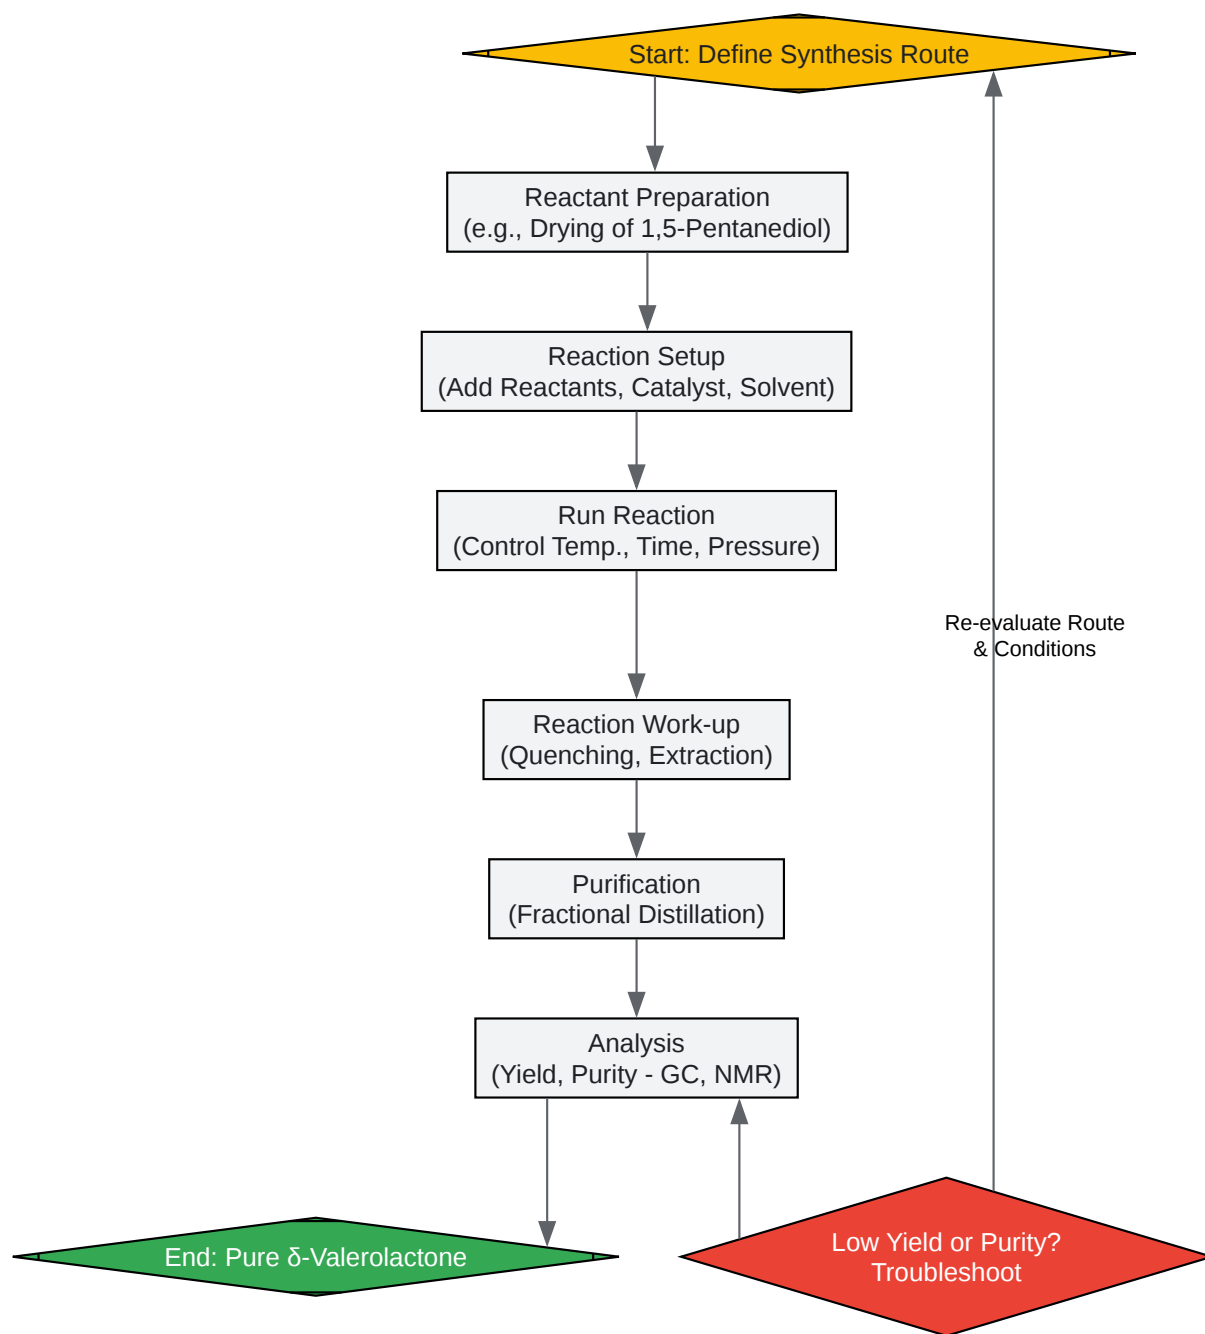 Start: Define Synthesis Route
Reactant Preparation
(e.g., Drying of 1,5-Pentanediol)
Reaction Setup
(Add Reactants, Catalyst, Solvent)
Run Reaction
(Control Temp., Time, Pressure)
Re-evaluate Route
& Conditions
Reaction Work-up
(Quenching, Extraction)
Purification
(Fractional Distillation)
Analysis
(Yield, Purity - GC, NMR)
End: Pure δ-Valerolactone
Low Yield or Purity?
Troubleshoot